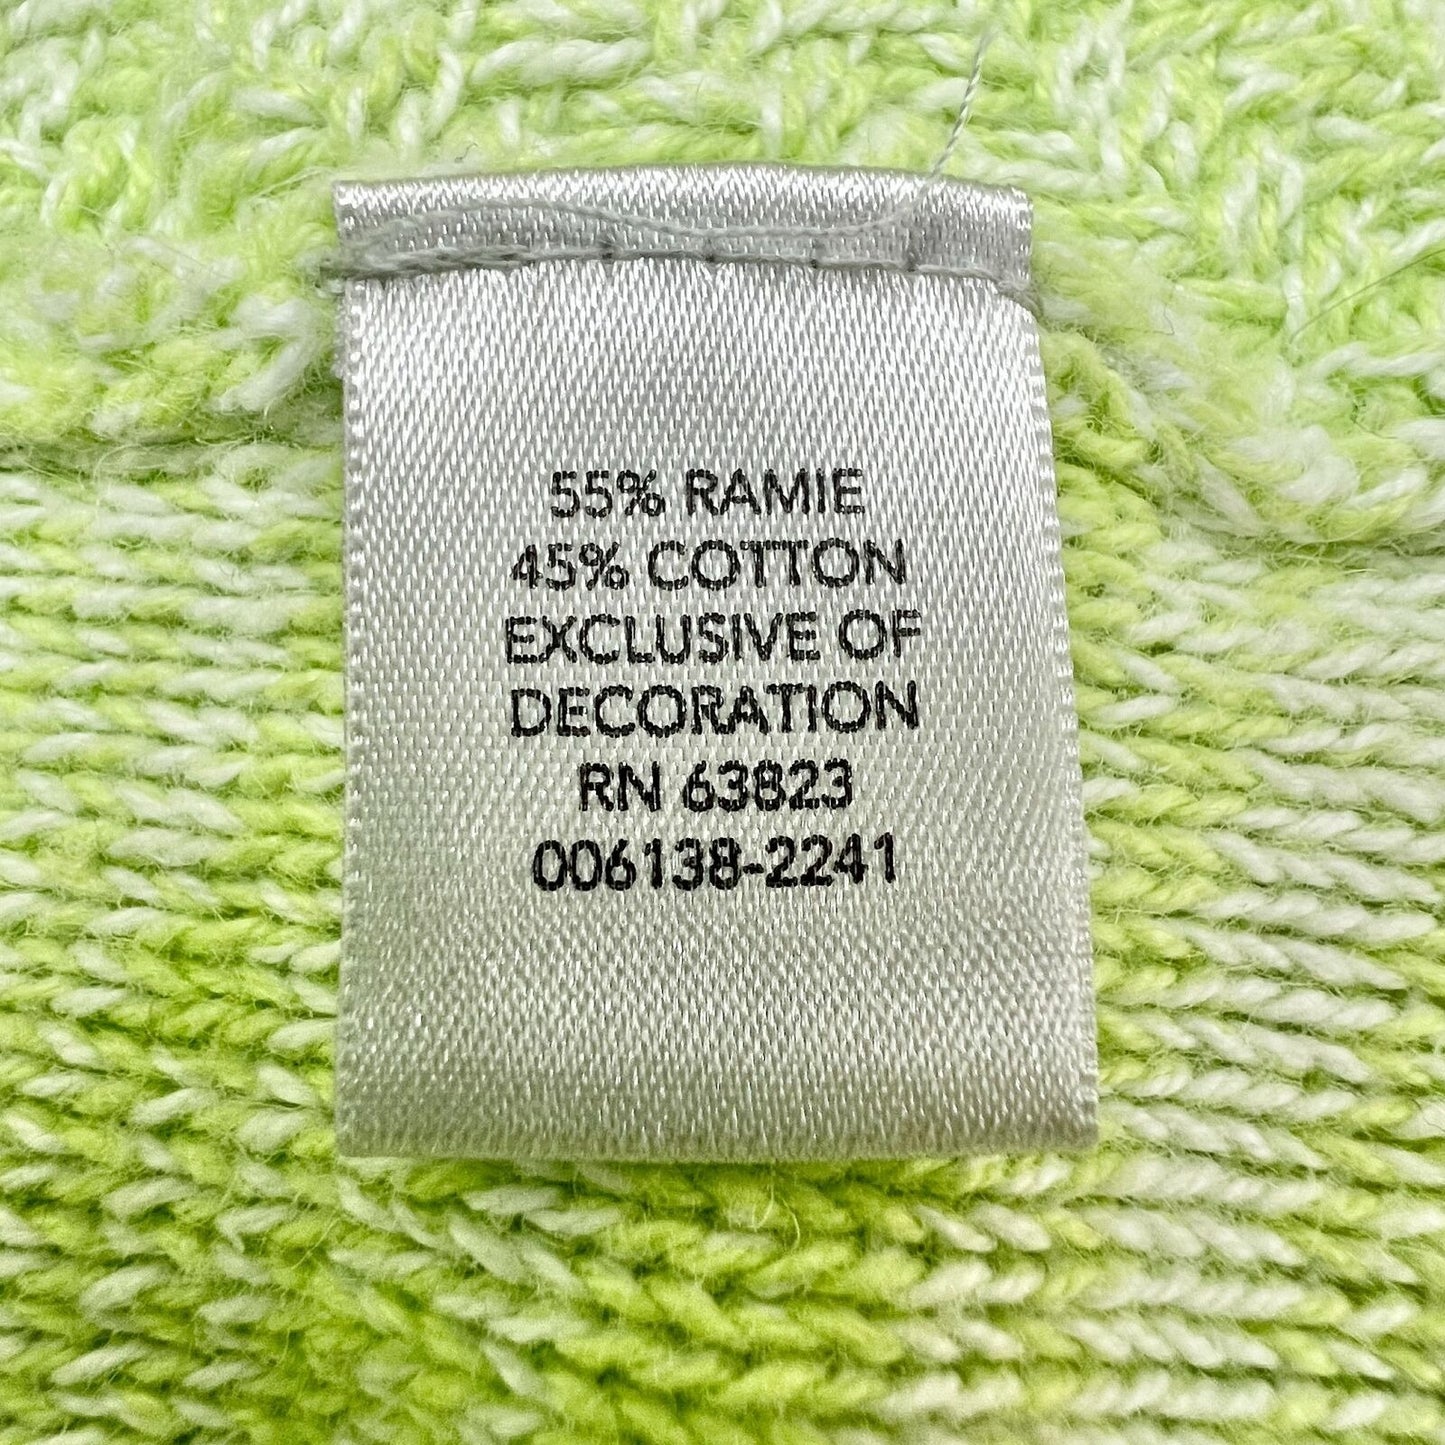 55% RAMIE
45% COTTON
EXCLUSIVE OF
DECORATION
RN 63823
006138-2241